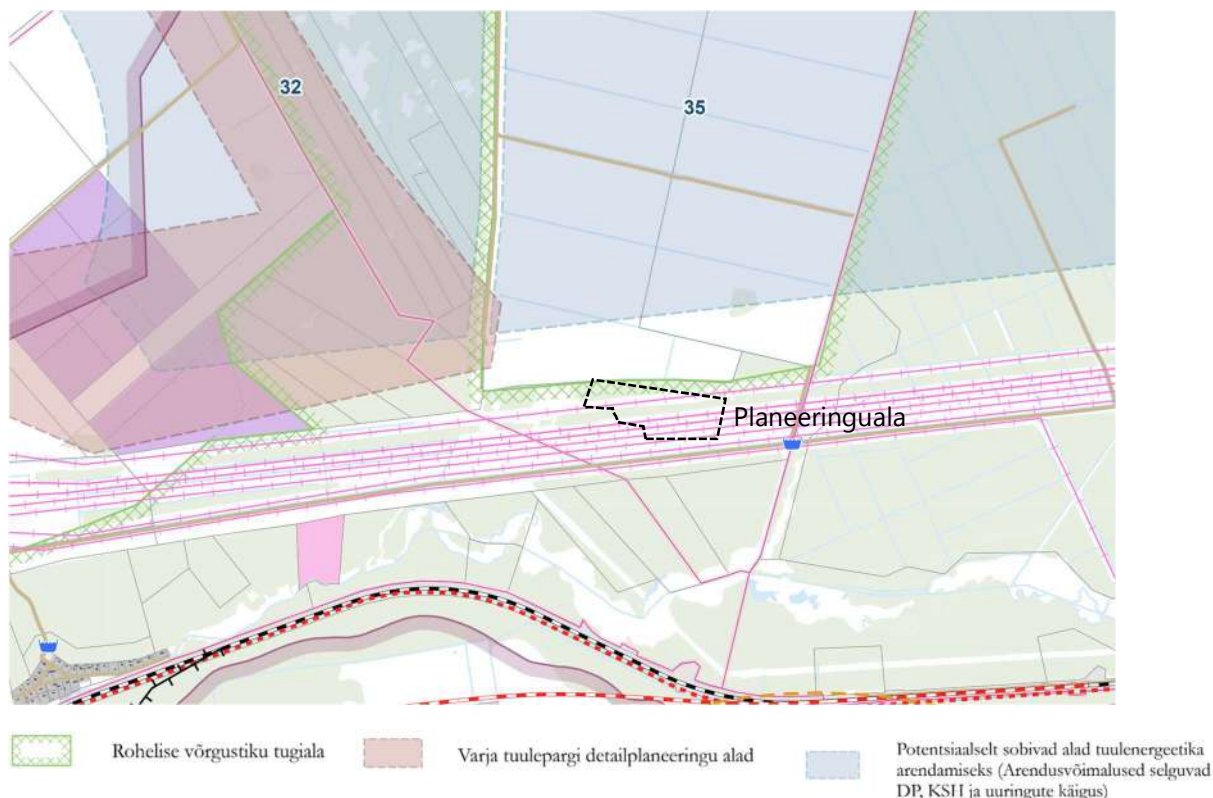 32
35
Planeeringuala
Rohelise võrgustiku tugiala
Varja tuulepargi detailplaneeringu alad
Potentsiaalselt sobivad alad tuulenergeetika
arendamiseks (Arendusvõimalused selguvad
DP, KSH ja uuringute käigus)